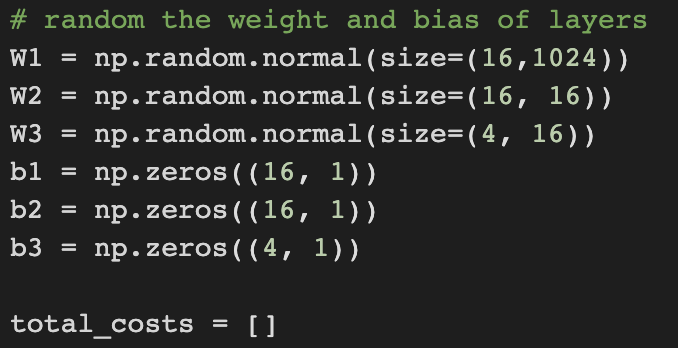 # random the weight and bias of layers
W1 = np.random.normal(size=(16,1024))
W2 = np.random.normal(size=(16, 16))
W3 = np.random.normal(size=(4, 16))
b1 = np.zeros((16, 1))
b2 = np.zeros((16, 1))
b3 = np.zeros((4, 1))
total_costs = []